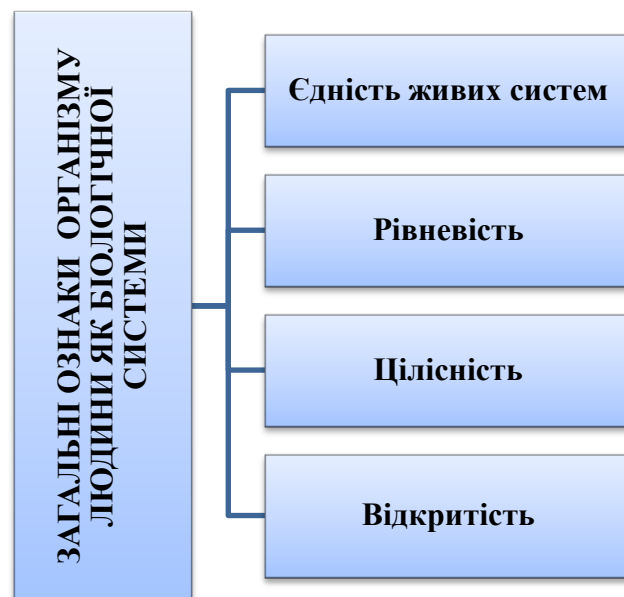 ЗАГАЛЬНІ ОЗНАКИ ОРГАНІЗМУ
ЛЮДИНИ ЯК БІОЛОГІЧНОЇ
СИСТЕМИ
Єдність живих систем
Рівневість
Цілісність
Відкритість